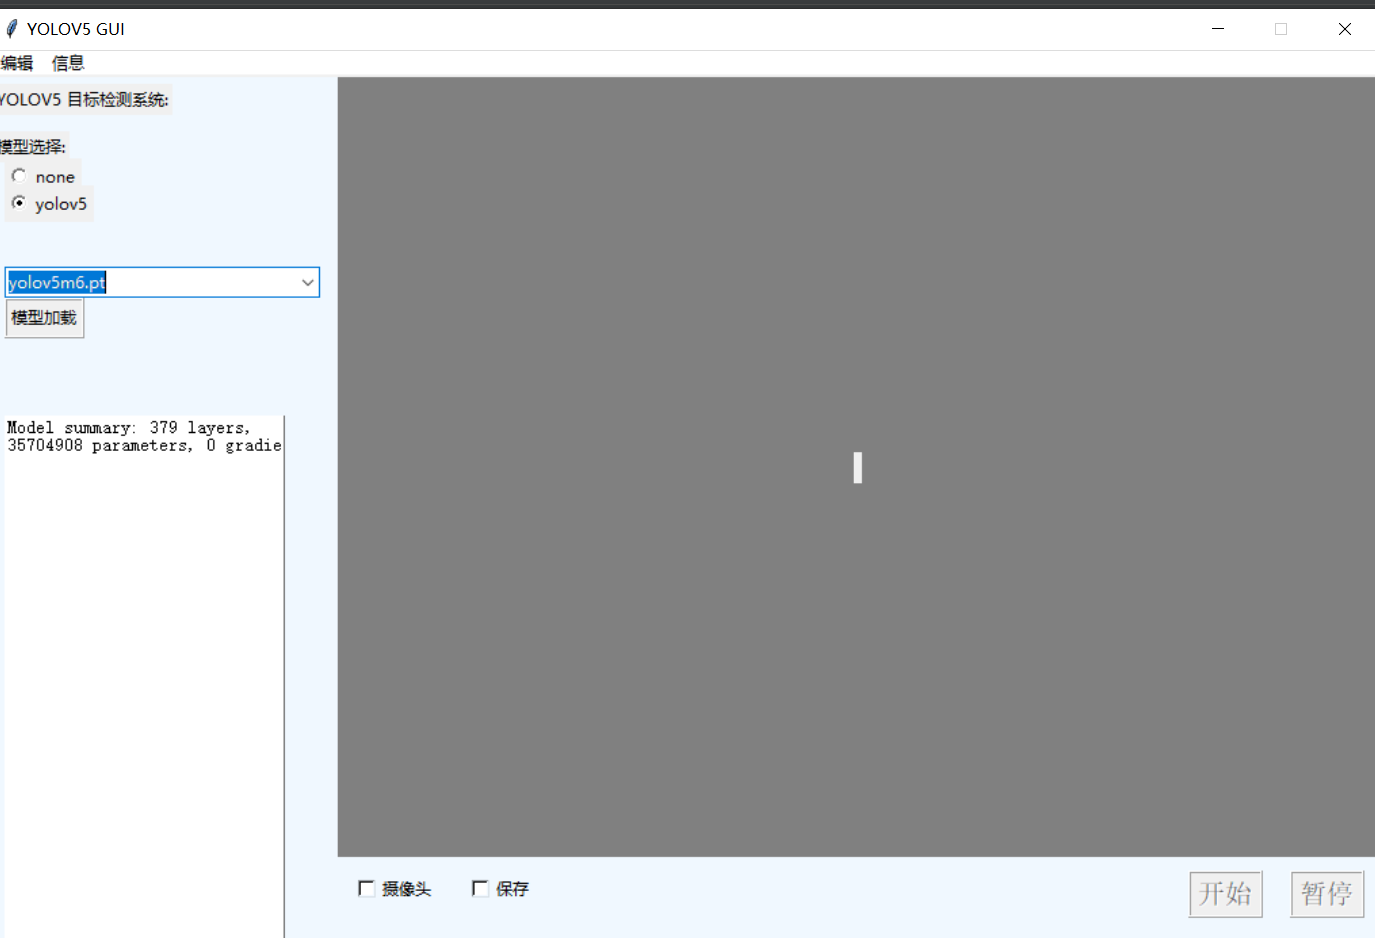 YOLOV5 GUI
编辑 信息
YOLOV5 目标检测系统:
模型选择:
none
yolov5
yolov5m6.pt
模型加载
Model summary: 379 layers,
35704908 parameters, 0 gradie
摄像头 保存 开始 暂停